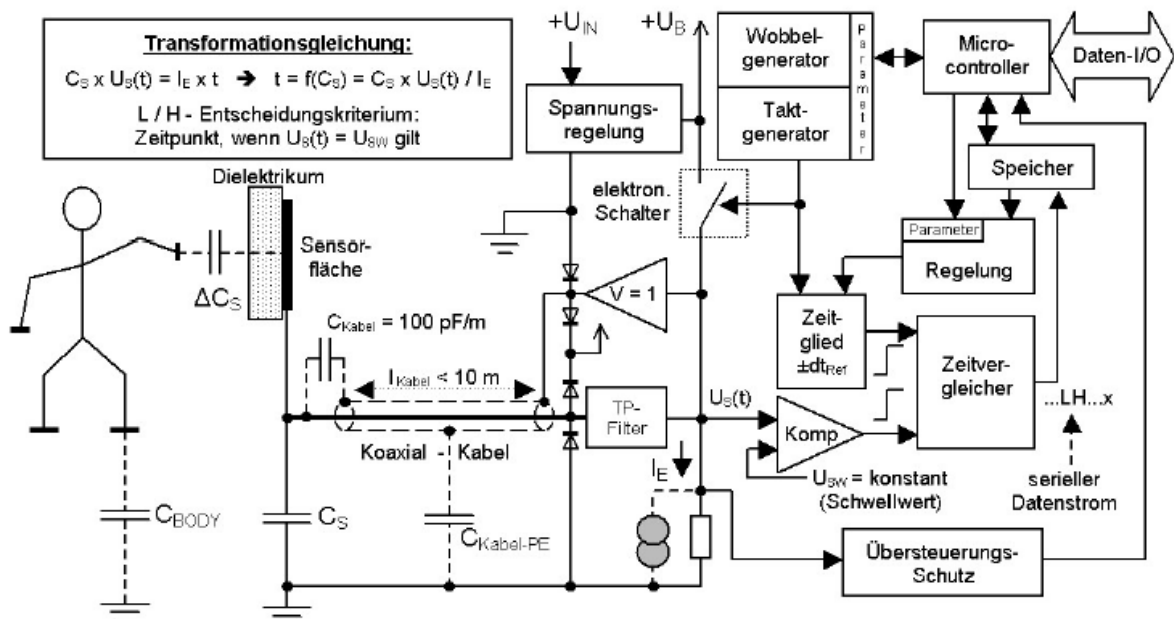 Transformationsgleichung:
C_S x U_S(t) = I_E x t ➔ t = f(C_S) = C_S x U_S(t) / I_E
L / H - Entscheidungskriterium:
Zeitpunkt, wenn U_S(t) = U_SW gilt
+U_IN
+U_B
Spannungs-
regelung
Wobbel-
generator
Takt-
generator
Parameter
Micro-
controller
Daten-I/O
Speicher
Parameter
Regelung
elektron.
Schalter
Dielektrikum
Sensor-
fläche
ΔC_S
V = 1
C_Kabel = 100 pF/m
l_Kabel < 10 m
Koaxial - Kabel
TP-
Filter
U_S(t)
Zeit-
glied
±dt_Ref
Zeitver-
gleicher
Komp
...LH...x
serieller
Datenstrom
U_SW = konstant
(Schwellwert)
I_E
C_BODY
C_S
C_Kabel-PE
Übersteuerungs-
Schutz